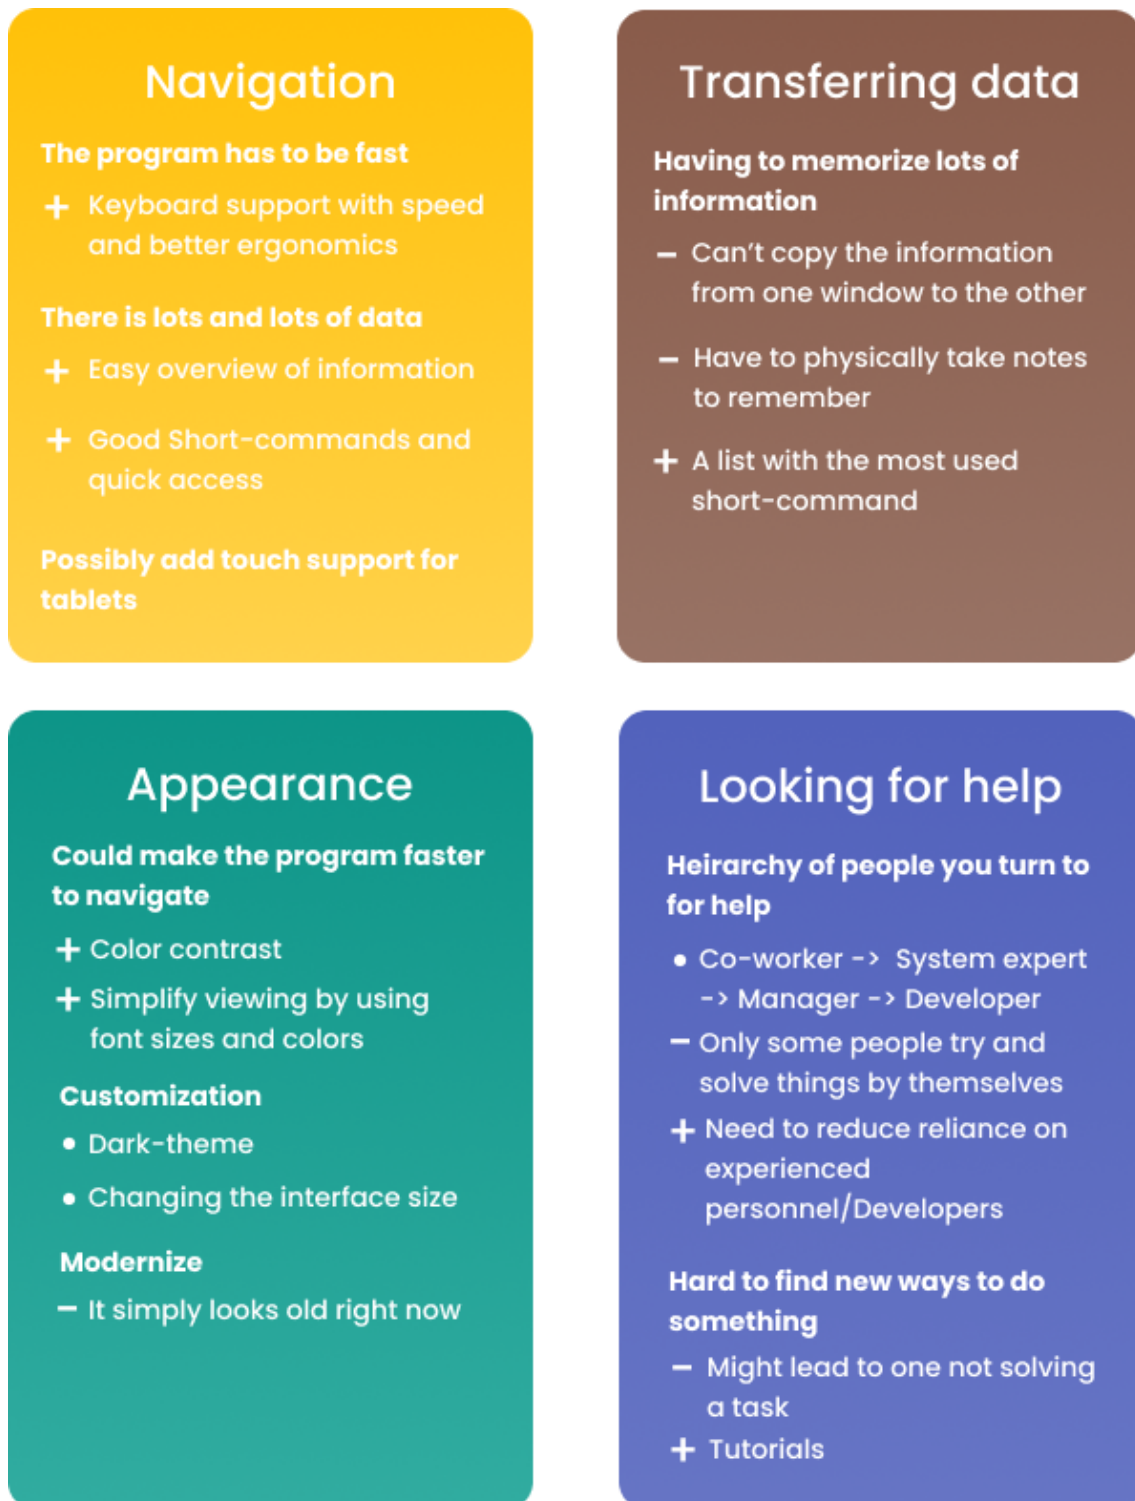 Navigation
The program has to be fast
+ Keyboard support with speed
and better ergonomics
There is lots and lots of data
+ Easy overview of information
+ Good Short-commands and
quick access
Possibly add touch support for
tablets
Transferring data
Having to memorize lots of
information
– Can't copy the information
from one window to the other
– Have to physically take notes
to remember
+ A list with the most used
short-command
Appearance
Could make the program faster
to navigate
+ Color contrast
+ Simplify viewing by using
font sizes and colors
Customization
• Dark-theme
• Changing the interface size
Modernize
– It simply looks old right now
Looking for help
Heirarchy of people you turn to
for help
• Co-worker -> System expert
-> Manager -> Developer
– Only some people try and
solve things by themselves
+ Need to reduce reliance on
experienced
personnel/Developers
Hard to find new ways to do
something
– Might lead to one not solving
a task
+ Tutorials